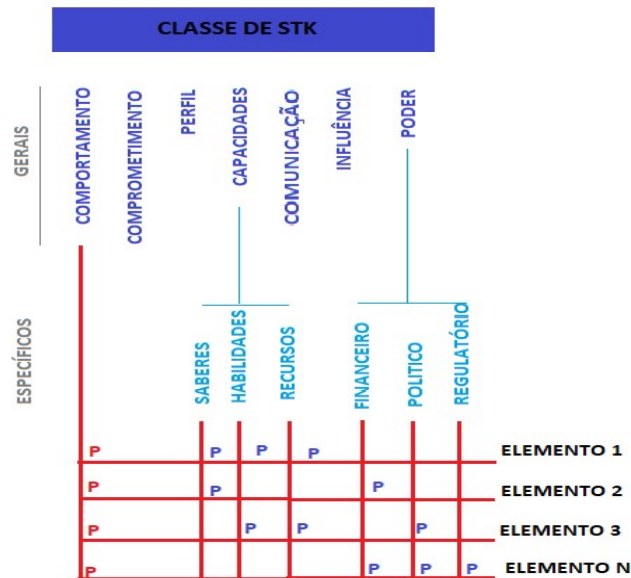 CLASSE DE STK
GERAIS
COMPORTAMENTO
COMPROMETIMENTO
PERFIL
CAPACIDADES
COMUNICAÇÃO
INFLUÊNCIA
PODER
ESPECÍFICOS
SABERES
HABILIDADES
RECURSOS
FINANCEIRO
POLITICO
REGULATÓRIO
P P P P ELEMENTO 1
P P P ELEMENTO 2
P P P P ELEMENTO 3
P P P P ELEMENTO N